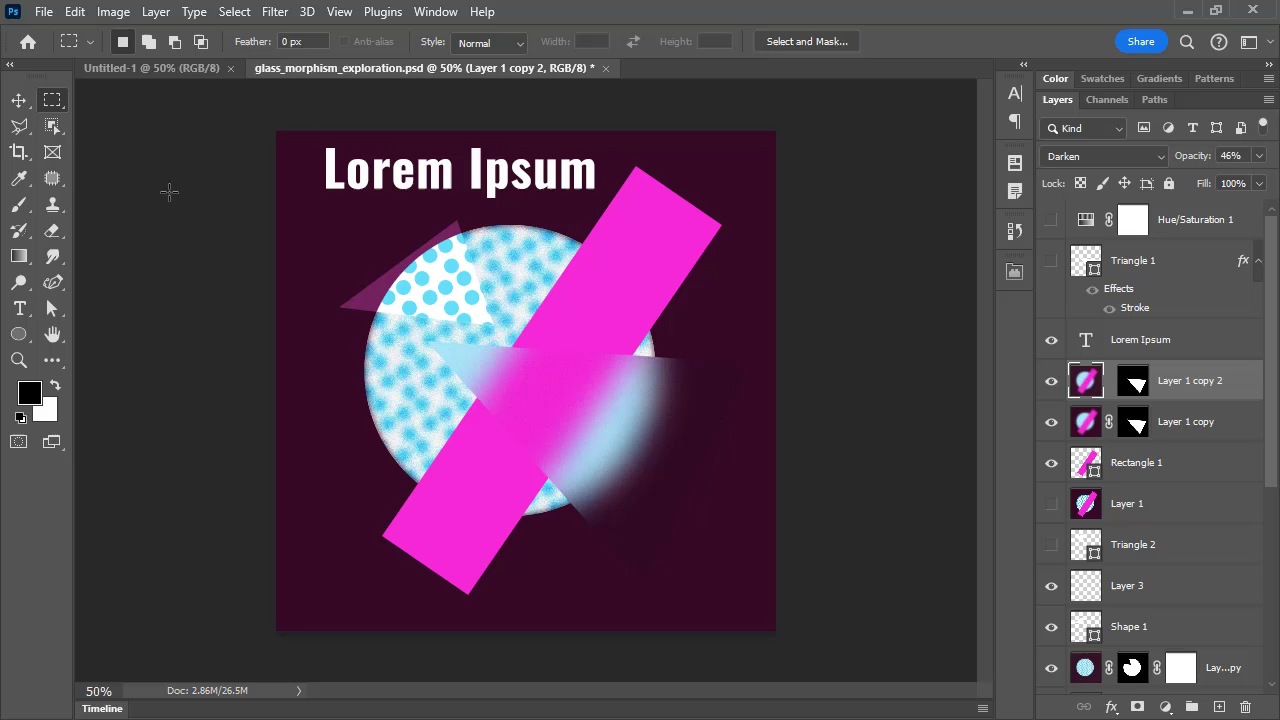 Ps File Edit Image Layer Type Select Filter 3D View Plugins Window Help
Feather: 0 px Anti-alias Style: Normal Width: Height: Select and Mask... Share
Untitled-1 @ 50% (RGB/8) glass_morphism_exploration.psd @ 50% (Layer 1 copy 2, RGB/8) *
Color Swatches Gradients Patterns
Layers Channels Paths
Kind
Darken Opacity: 46%
Lock: Fill: 100%
Hue/Saturation 1
Triangle 1 fx
Effects
Stroke
Lorem Ipsum
Layer 1 copy 2
Layer 1 copy
Rectangle 1
Layer 1
Triangle 2
Layer 3
Shape 1
Lay...py
Lorem Ipsum
50% Doc: 2.86M/26.5M
Timeline